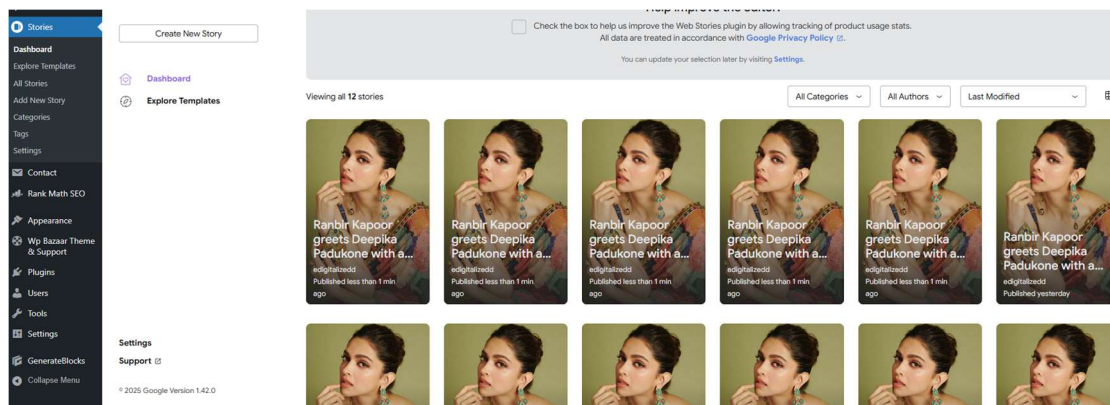 Stories
Dashboard
Explore Templates
All Stories
Add New Story
Categories
Tags
Settings
Contact
Rank Math SEO
Appearance
Wp Bazaar Theme
& Support
Plugins
Users
Tools
Settings
GenerateBlocks
Collapse Menu
Create New Story
Dashboard
Explore Templates
Settings
Support
© 2025 Google Version 1.42.0
Help improve the editor!
Check the box to help us improve the Web Stories plugin by allowing tracking of product usage stats.
All data are treated in accordance with Google Privacy Policy.
You can update your selection later by visiting Settings.
Viewing all 12 stories
All Categories
All Authors
Last Modified
Ranbir Kapoor
greets Deepika
Padukone with a...
edigitalizedd
Published less than 1 min
ago
Ranbir Kapoor
greets Deepika
Padukone with a...
edigitalizedd
Published less than 1 min
ago
Ranbir Kapoor
greets Deepika
Padukone with a...
edigitalizedd
Published less than 1 min
ago
Ranbir Kapoor
greets Deepika
Padukone with a...
edigitalizedd
Published less than 1 min
ago
Ranbir Kapoor
greets Deepika
Padukone with a...
edigitalizedd
Published less than 1 min
ago
Ranbir Kapoor
greets Deepika
Padukone with a...
edigitalizedd
Published yesterday